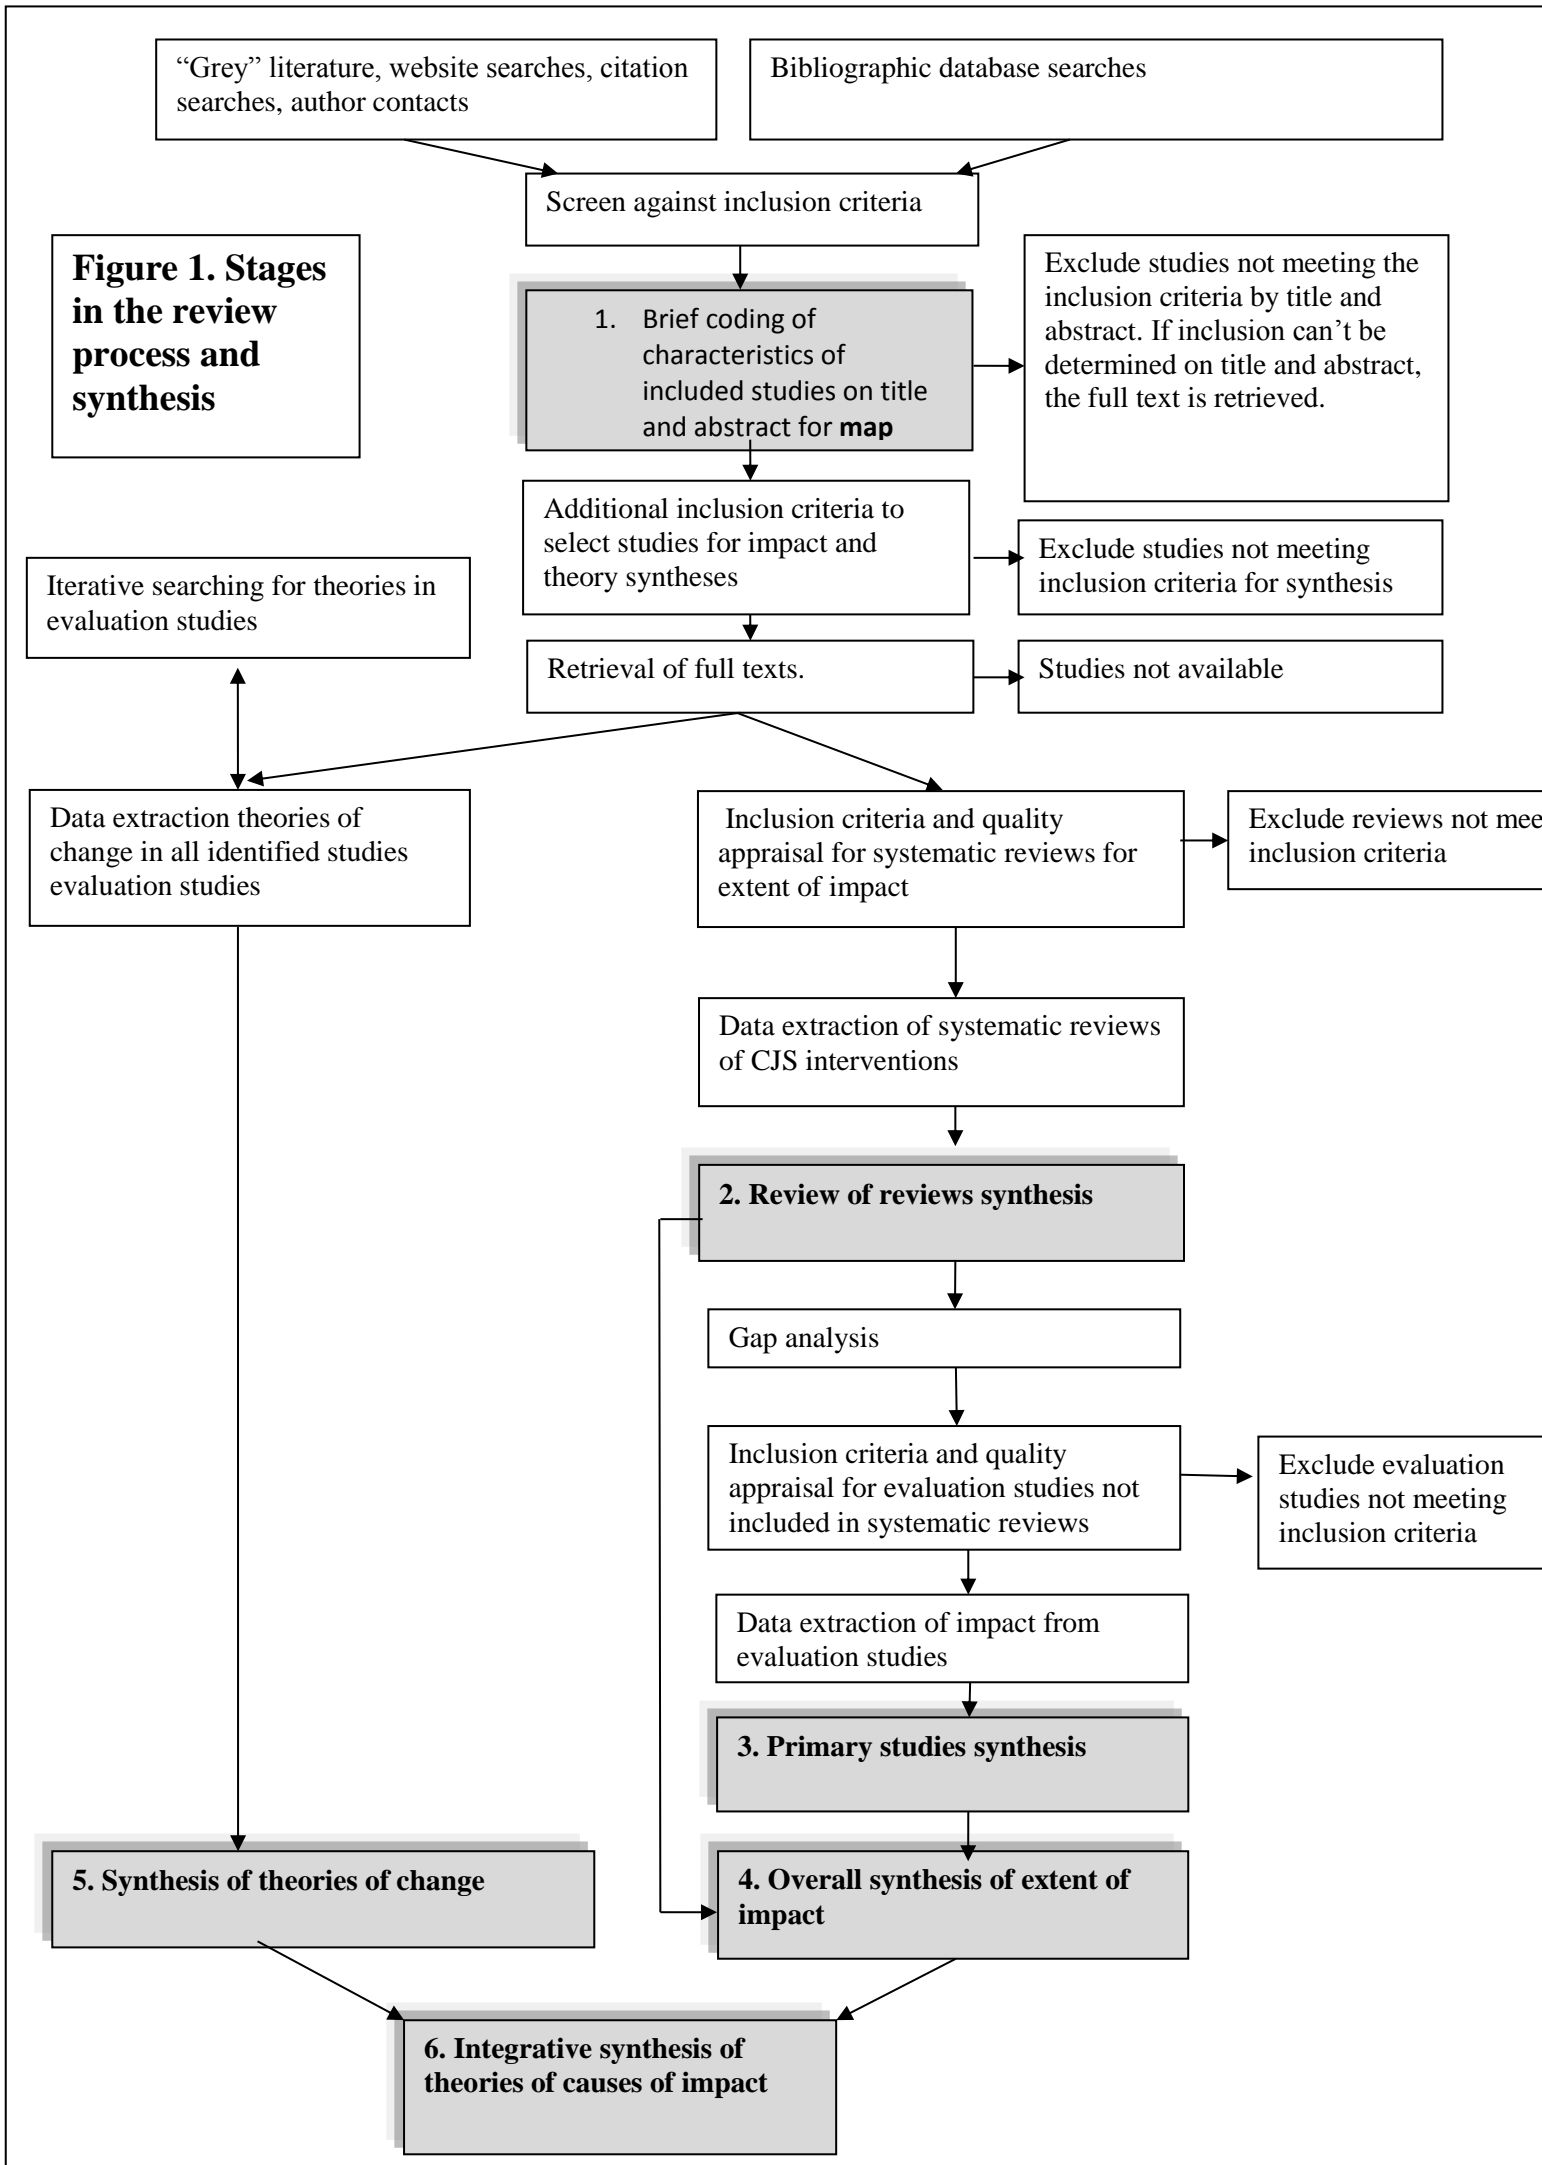 “Grey” literature, website searches, citation
searches, author contacts
Bibliographic database searches
Screen against inclusion criteria
Figure 1. Stages
in the review
process and
synthesis
1. Brief coding of
characteristics of
included studies on title
and abstract for map
Exclude studies not meeting the
inclusion criteria by title and
abstract. If inclusion can’t be
determined on title and abstract,
the full text is retrieved.
Additional inclusion criteria to
select studies for impact and
theory syntheses
Exclude studies not meeting
inclusion criteria for synthesis
Iterative searching for theories in
evaluation studies
Retrieval of full texts.
Studies not available
Data extraction theories of
change in all identified studies
evaluation studies
Inclusion criteria and quality
appraisal for systematic reviews for
extent of impact
Exclude reviews not mee
inclusion criteria
Data extraction of systematic reviews
of CJS interventions
2. Review of reviews synthesis
Gap analysis
Inclusion criteria and quality
appraisal for evaluation studies not
included in systematic reviews
Exclude evaluation
studies not meeting
inclusion criteria
Data extraction of impact from
evaluation studies
3. Primary studies synthesis
5. Synthesis of theories of change
4. Overall synthesis of extent of
impact
6. Integrative synthesis of
theories of causes of impact